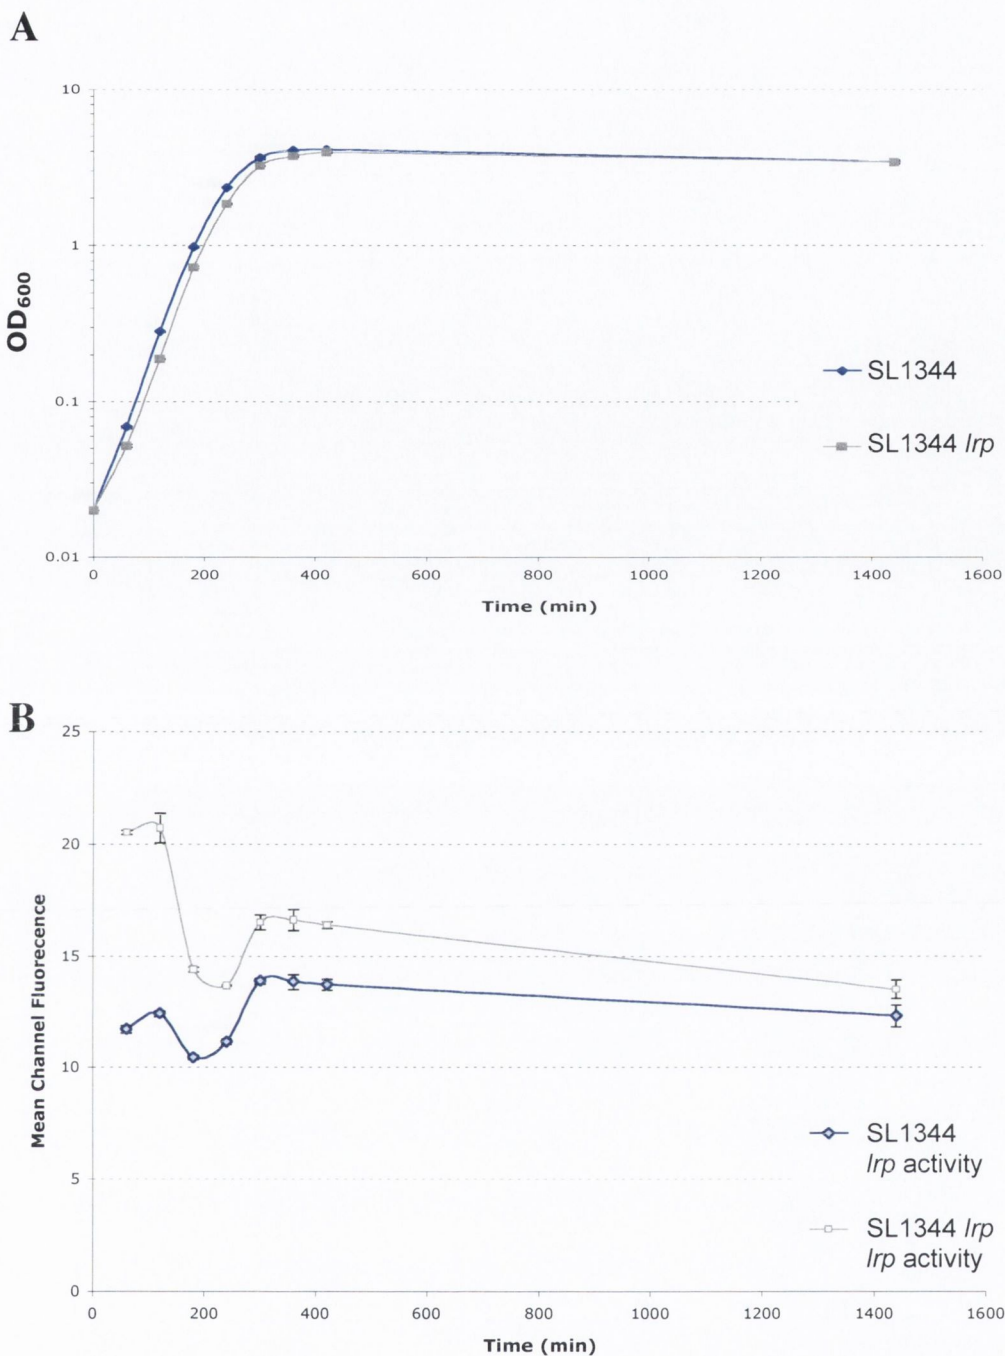 A
10
1
0.1
0.01
OD600
0 200 400 600 800 1000 1200 1400 1600
Time (min)
SL1344
SL1344 lrp
B
25
20
15
10
5
0
Mean Channel Fluorecence
0 200 400 600 800 1000 1200 1400 1600
Time (min)
SL1344
lrp activity
SL1344 lrp
lrp activity